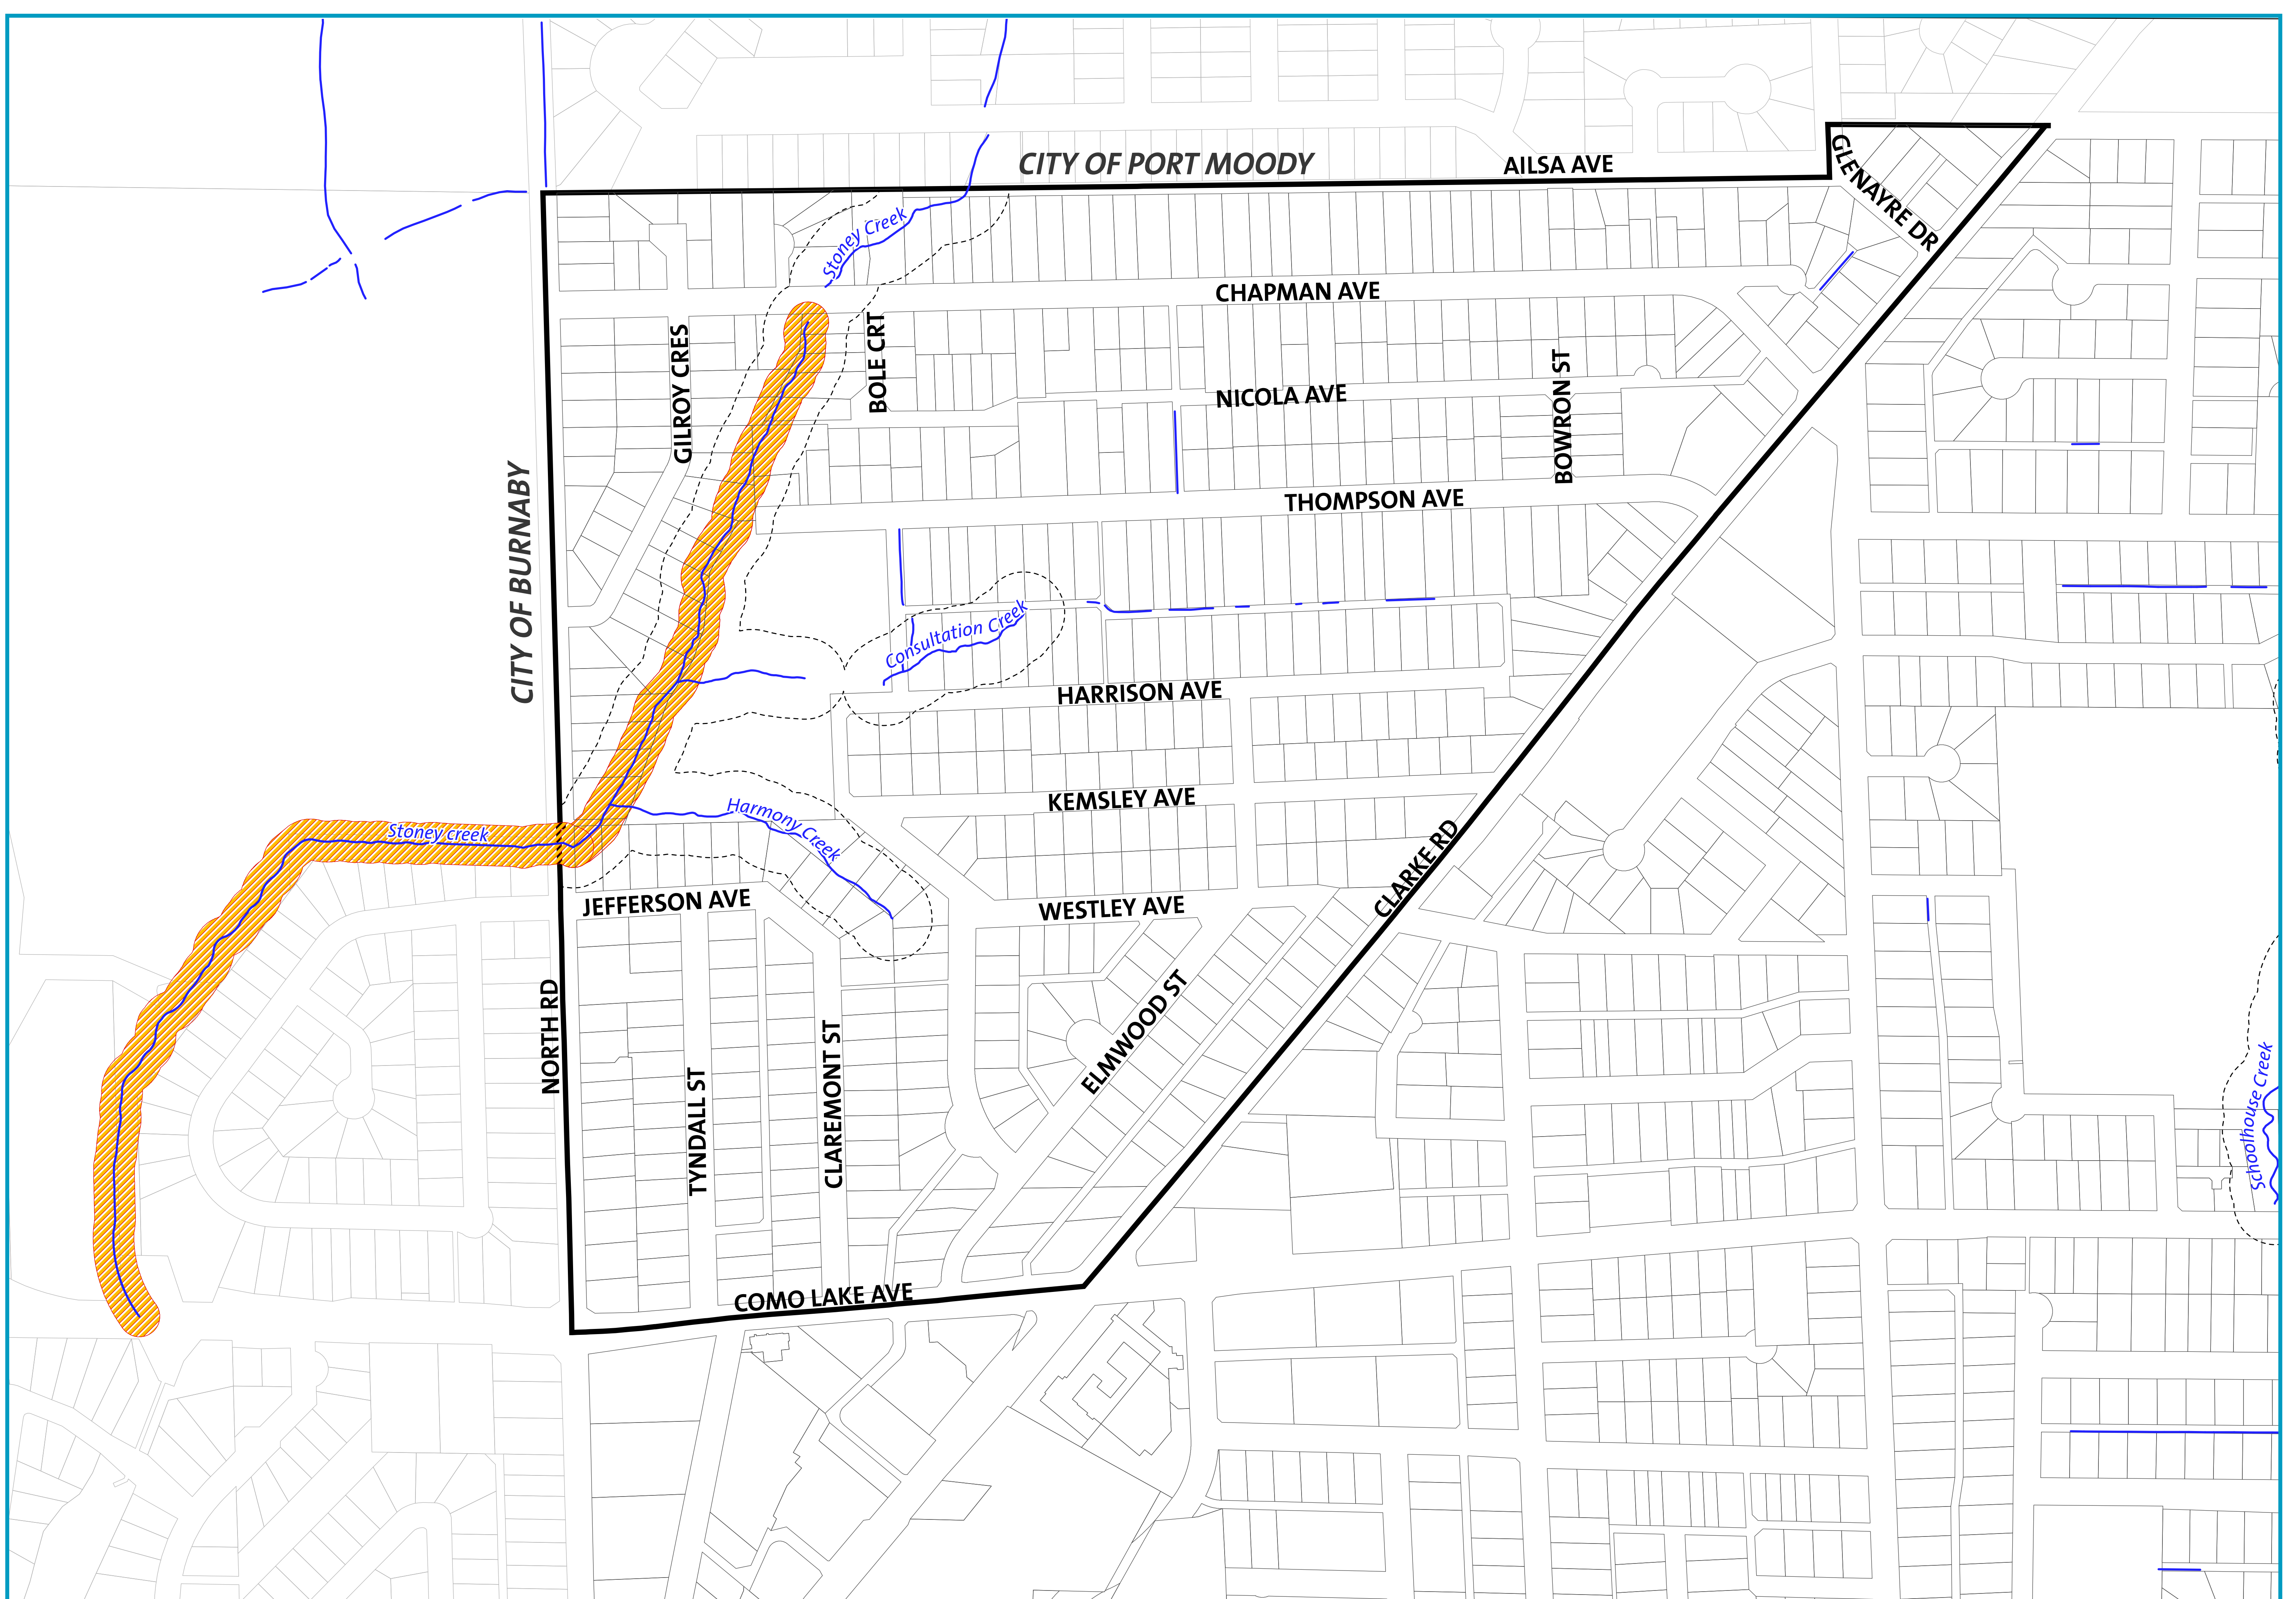 CITY OF PORT MOODY
AILSA AVE
GLENAYRE DR
Stoney Creek
CHAPMAN AVE
GILROY CRES
BOLE CRT
NICOLA AVE
BOWRON ST
CITY OF BURNABY
THOMPSON AVE
Consultation Creek
HARRISON AVE
KEMSLEY AVE
Harmony Creek
Stoney creek
CLARKE RD
JEFFERSON AVE
WESTLEY AVE
NORTH RD
ELMWOOD ST
TYNDALL ST
CLAREMONT ST
Schoolhouse Creek
COMO LAKE AVE